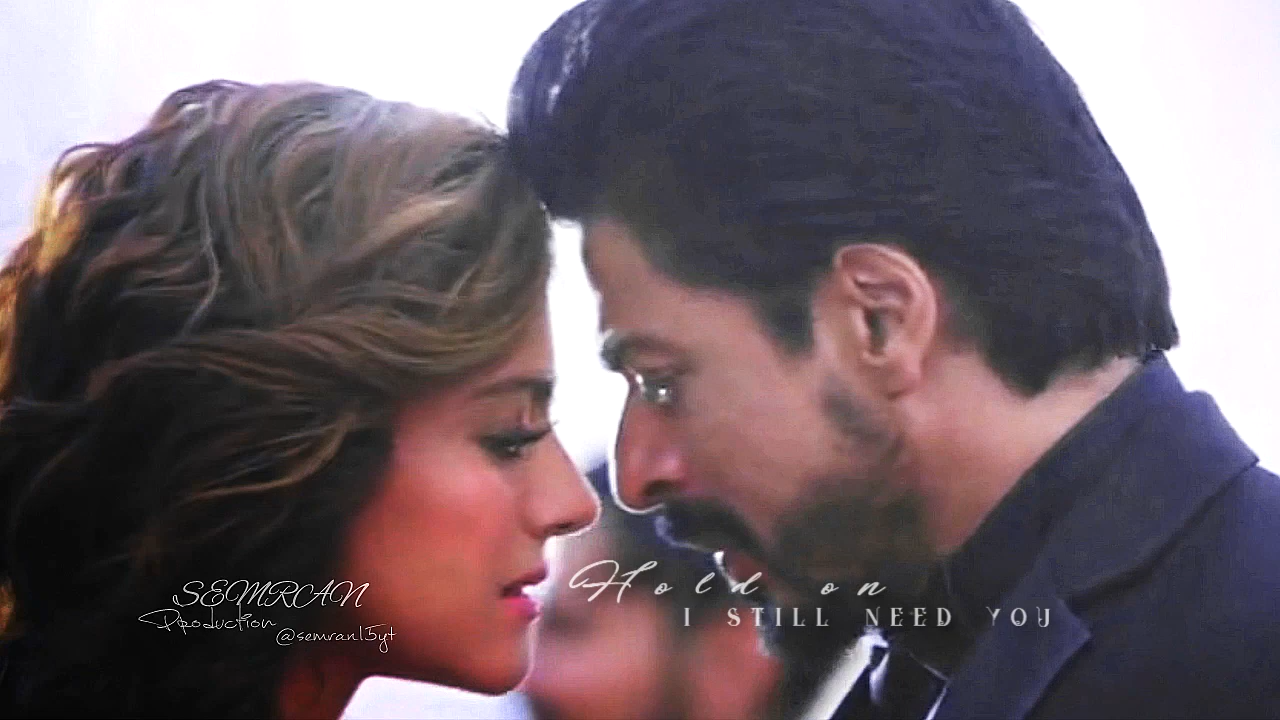 SEMRAN
Production
@semran15yt
Hold on
I STILL NEED YOU